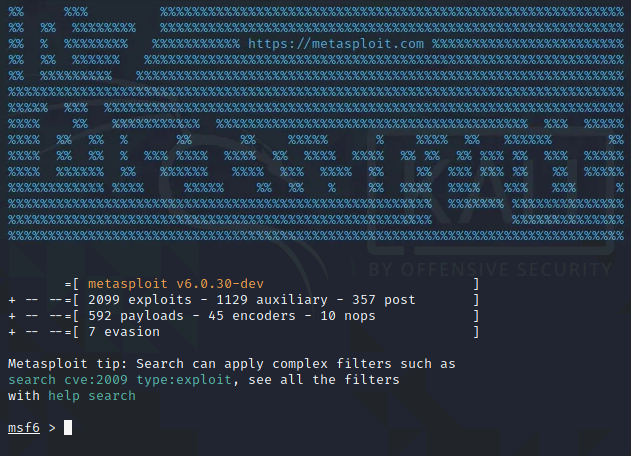 https://metasploit.com
KALI
BY OFFENSIVE SECURITY
=[ metasploit v6.0.30-dev ]
+ -- --=[ 2099 exploits - 1129 auxiliary - 357 post ]
+ -- --=[ 592 payloads - 45 encoders - 10 nops ]
+ -- --=[ 7 evasion ]
Metasploit tip: Search can apply complex filters such as
search cve:2009 type:exploit, see all the filters
with help search
msf6 >